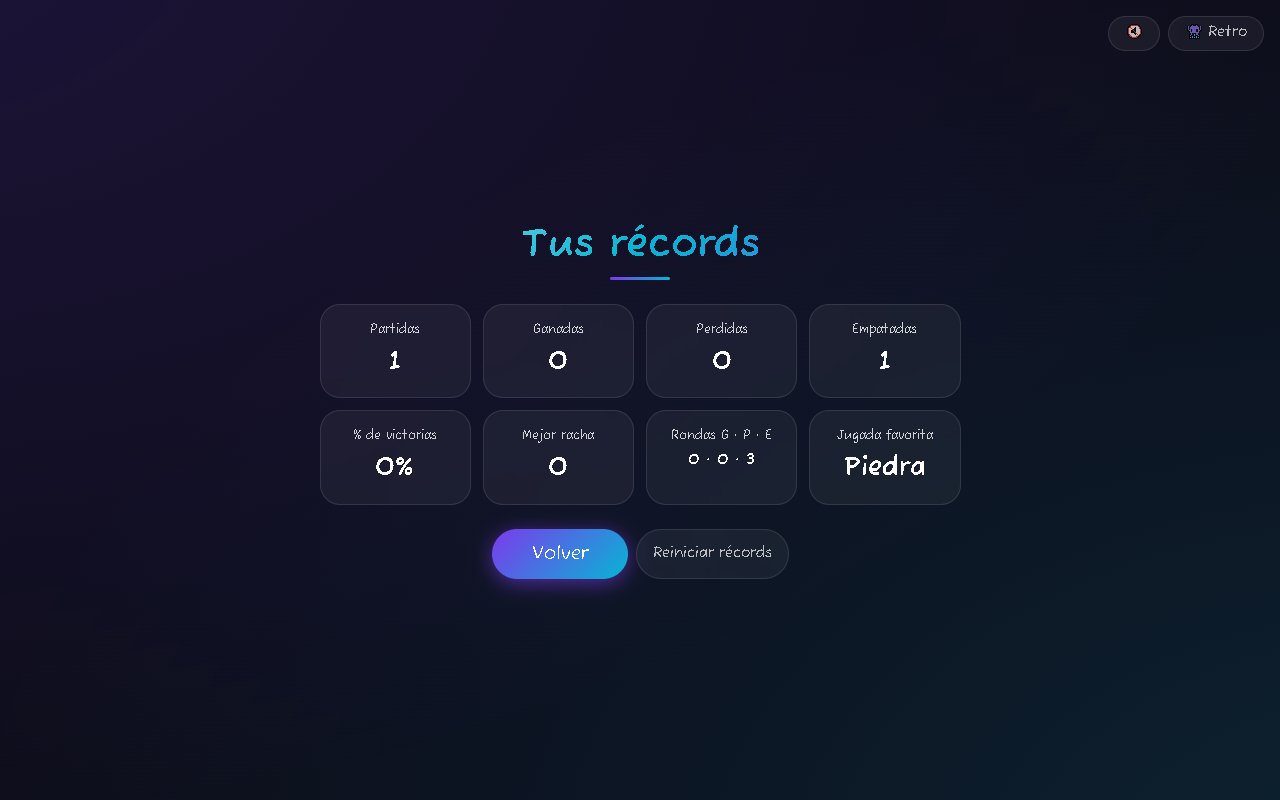 Retro
Tus récords
Partidas
1
Ganadas
0
Perdidas
0
Empatadas
1
% de victorias
0%
Mejor racha
0
Rondas G · P · E
0 · 0 · 3
Jugada favorita
Piedra
Volver
Reiniciar récords